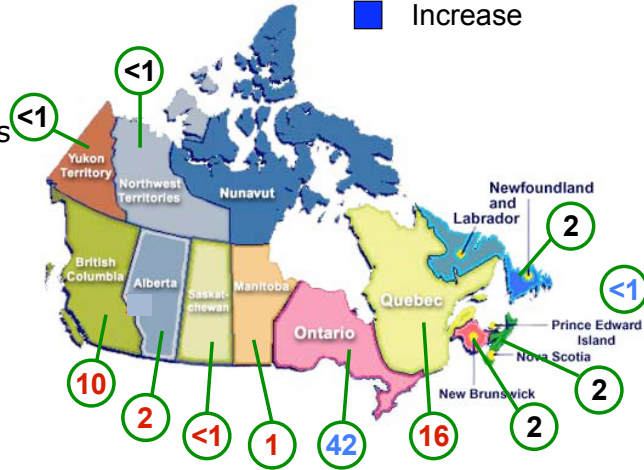 Increase
<1
s
<1
Yukon
Territory
Northwest
Territories
Nunavut
Newfoundland
and
Labrador
2
British
Columbia
Alberta
Saskat-
chewan
Manitoba
Ontario
Quebec
<1
Prince Edward
Island
Nova Scotia
New Brunswick
10
2
<1
1
42
16
2
2